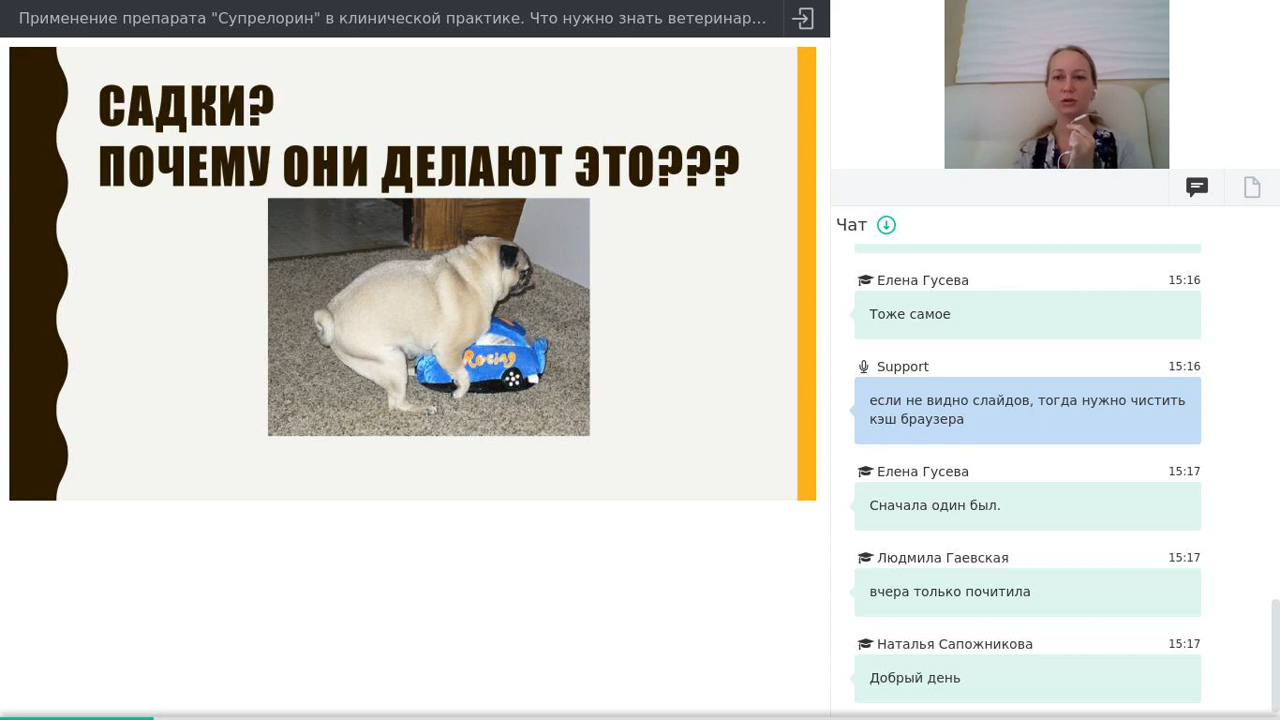 Применение препарата "Супрелорин" в клинической практике. Что нужно знать ветеринар...
САДКИ?
ПОЧЕМУ ОНИ ДЕЛАЮТ ЭТО???
Racing
Чат
Елена Гусева 15:16
Тоже самое
Support 15:16
если не видно слайдов, тогда нужно чистить
кэш браузера
Елена Гусева 15:17
Сначала один был.
Людмила Гаевская 15:17
вчера только почитила
Наталья Сапожникова 15:17
Добрый день